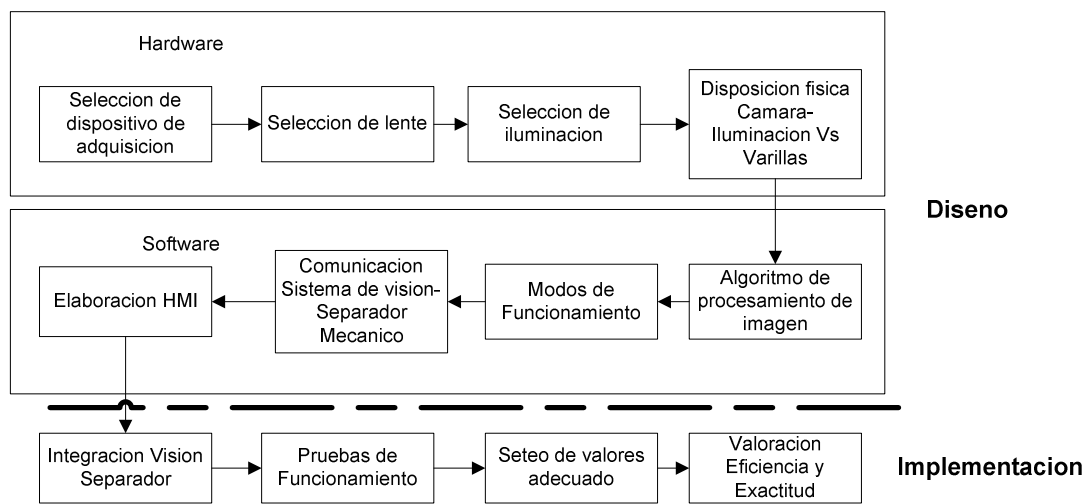 Hardware
Seleccion de
dispositivo de
adquisicion
Seleccion de lente
Seleccion de
iluminacion
Disposicion fisica
Camara-
Iluminacion Vs
Varillas
Diseno
Software
Elaboracion HMI
Comunicacion
Sistema de vision-
Separador
Mecanico
Modos de
Funcionamiento
Algoritmo de
procesamiento de
imagen
Integracion Vision
Separador
Pruebas de
Funcionamiento
Seteo de valores
adecuado
Valoracion
Eficiencia y
Exactitud
Implementacion